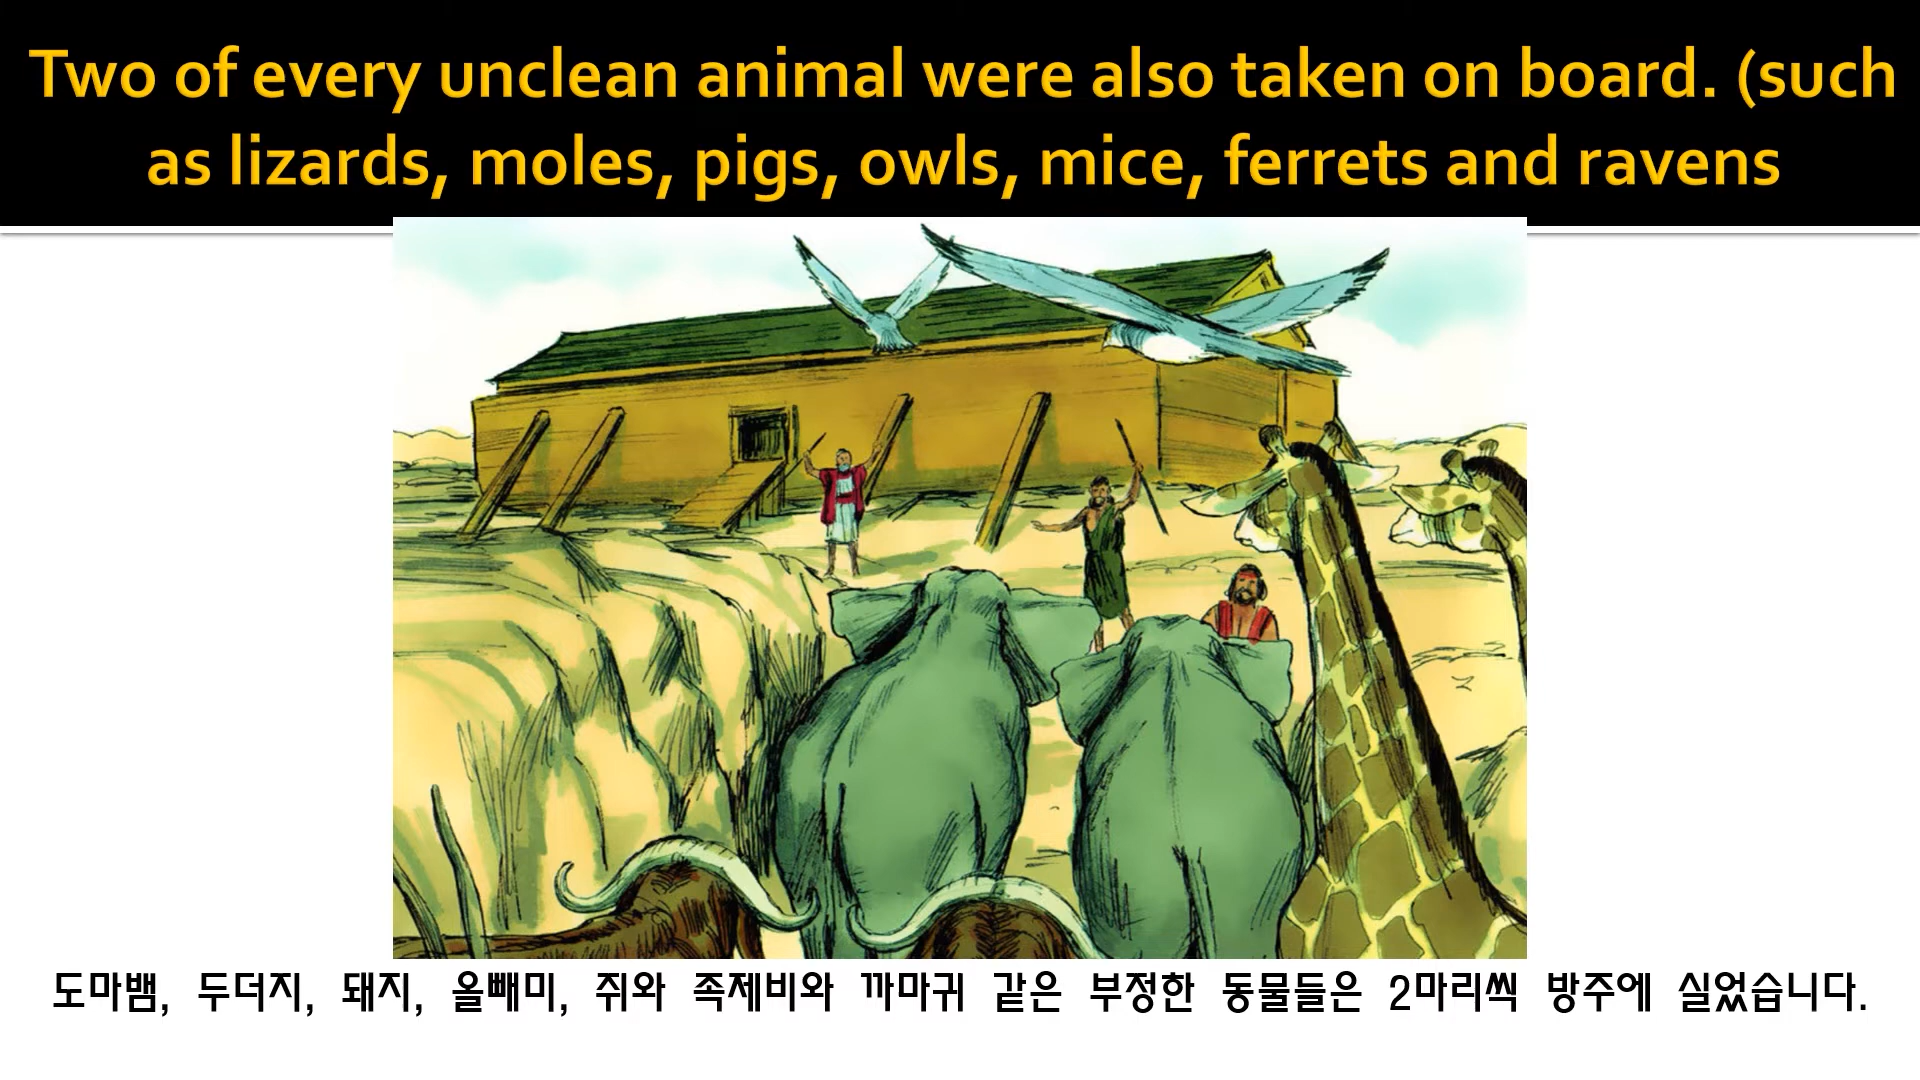 Two of every unclean animal were also taken on board. (such
as lizards, moles, pigs, owls, mice, ferrets and ravens
도마뱀, 두더지, 돼지, 올빼미, 쥐와 족제비와 까마귀 같은 부정한 동물들은 2마리씩 방주에 실었습니다.